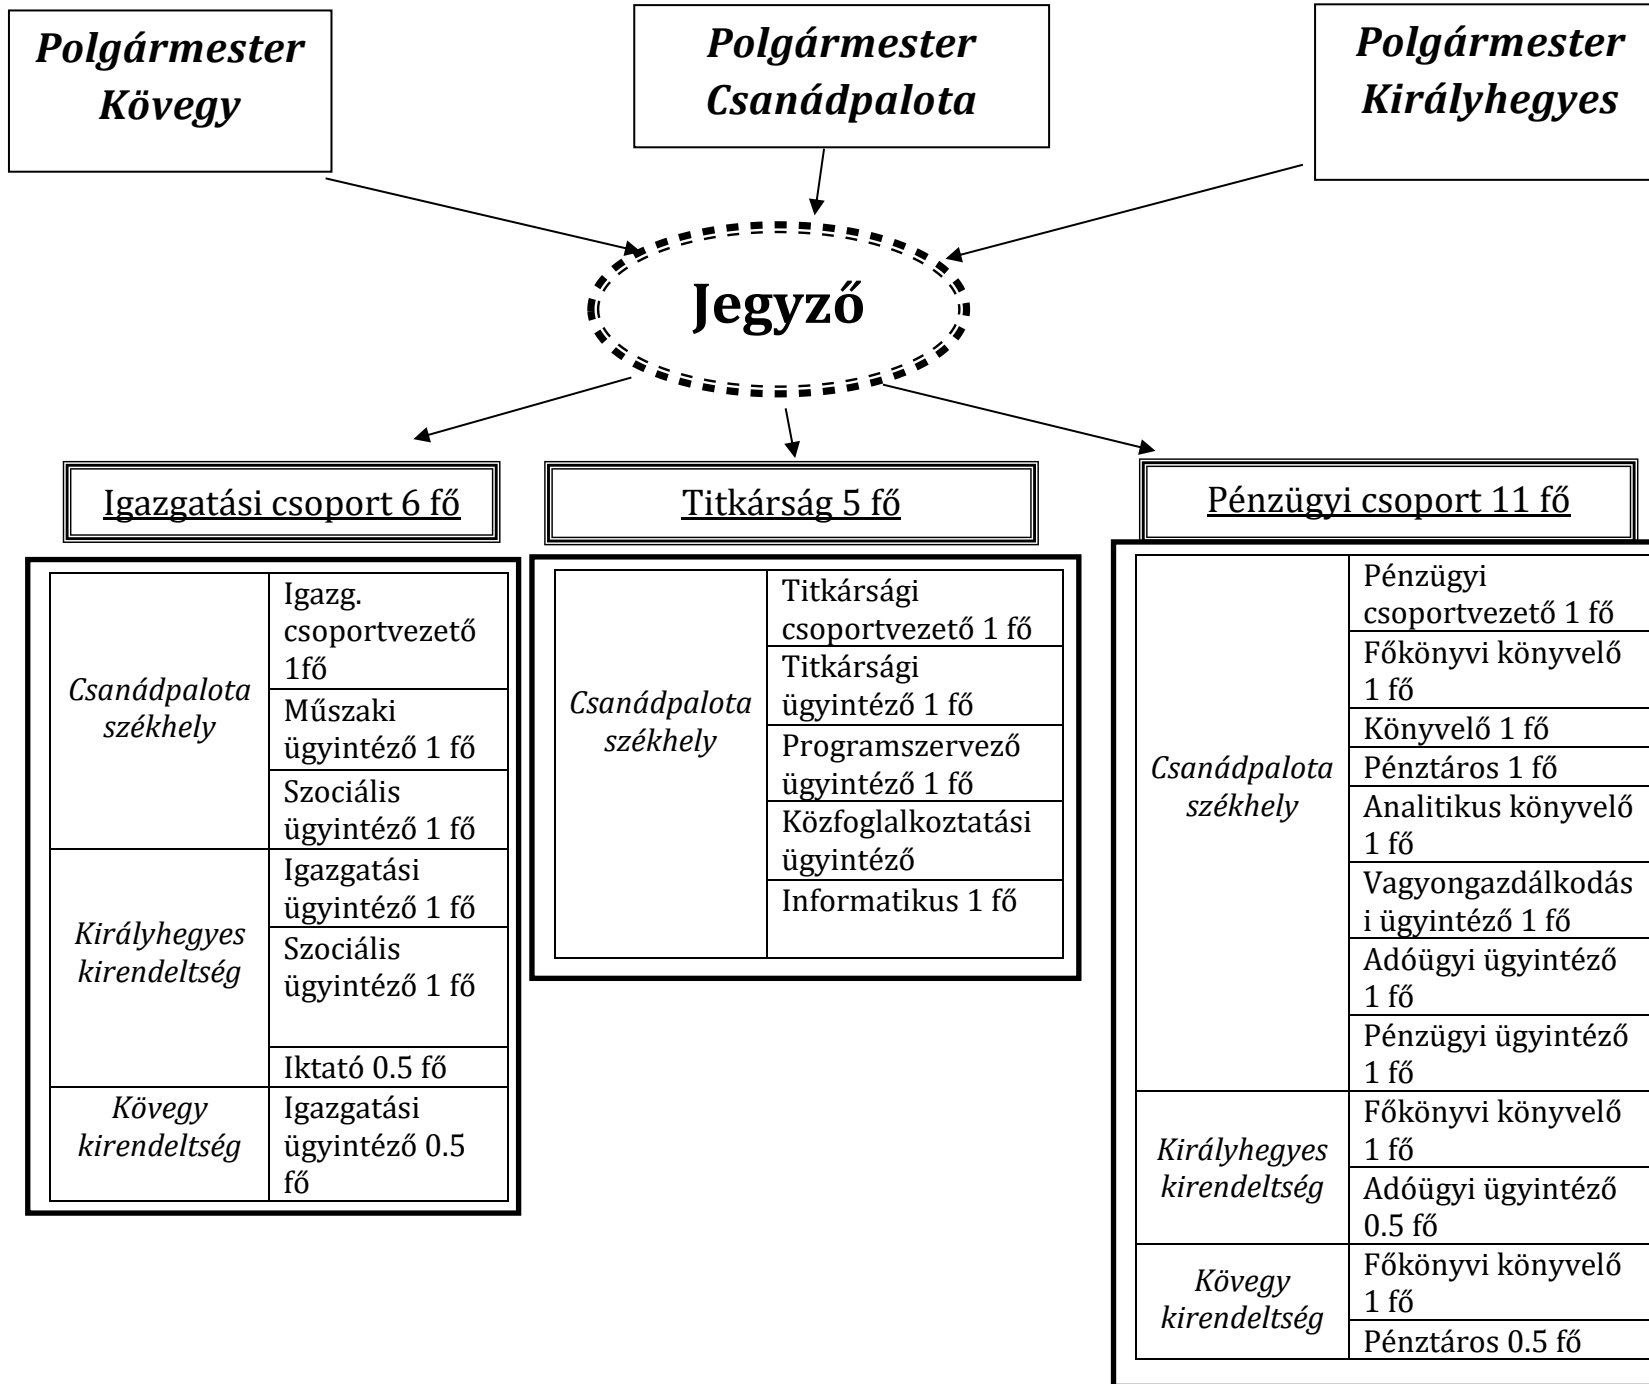 Polgármester
Kövegy
Polgármester
Csanádpalota
Polgármester
Királyhegyes
Jegyző
Igazgatási csoport 6 fő
Csanádpalota
székhely
Igazg.
csoportvezető
1fő
Műszaki
ügyintéző 1 fő
Szociális
ügyintéző 1 fő
Királyhegyes
kirendeltség
Igazgatási
ügyintéző 1 fő
Szociális
ügyintéző 1 fő
Iktató 0.5 fő
Kövegy
kirendeltség
Igazgatási
ügyintéző 0.5
fő
Titkárság 5 fő
Csanádpalota
székhely
Titkársági
csoportvezető 1 fő
Titkársági
ügyintéző 1 fő
Programszervező
ügyintéző 1 fő
Közfoglalkoztatási
ügyintéző
Informatikus 1 fő
Pénzügyi csoport 11 fő
Csanádpalota
székhely
Pénzügyi
csoportvezető 1 fő
Főkönyvi könyvelő
1 fő
Könyvelő 1 fő
Pénztáros 1 fő
Analitikus könyvelő
1 fő
Vagyongazdálkodás
i ügyintéző 1 fő
Adóügyi ügyintéző
1 fő
Pénzügyi ügyintéző
1 fő
Királyhegyes
kirendeltség
Főkönyvi könyvelő
1 fő
Adóügyi ügyintéző
0.5 fő
Kövegy
kirendeltség
Főkönyvi könyvelő
1 fő
Pénztáros 0.5 fő